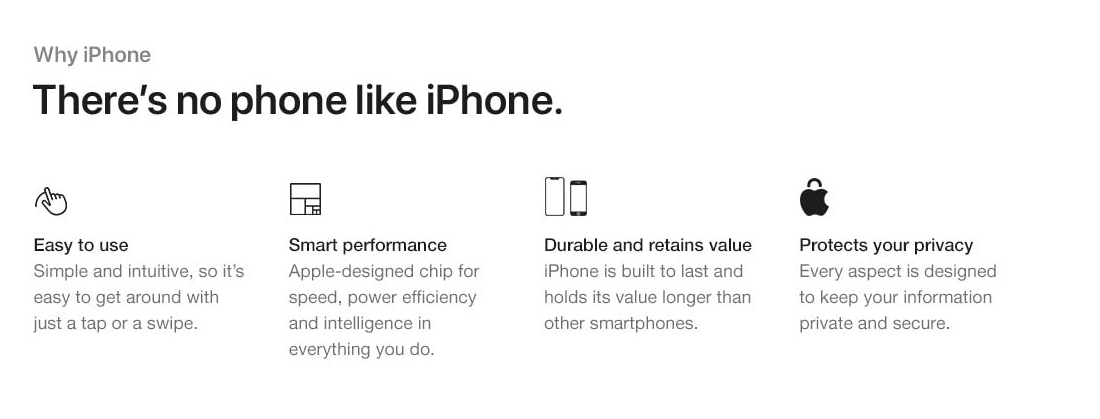 Why iPhone
There’s no phone like iPhone.
Easy to use
Simple and intuitive, so it’s
easy to get around with
just a tap or a swipe.
Smart performance
Apple-designed chip for
speed, power efficiency
and intelligence in
everything you do.
Durable and retains value
iPhone is built to last and
holds its value longer than
other smartphones.
Protects your privacy
Every aspect is designed
to keep your information
private and secure.